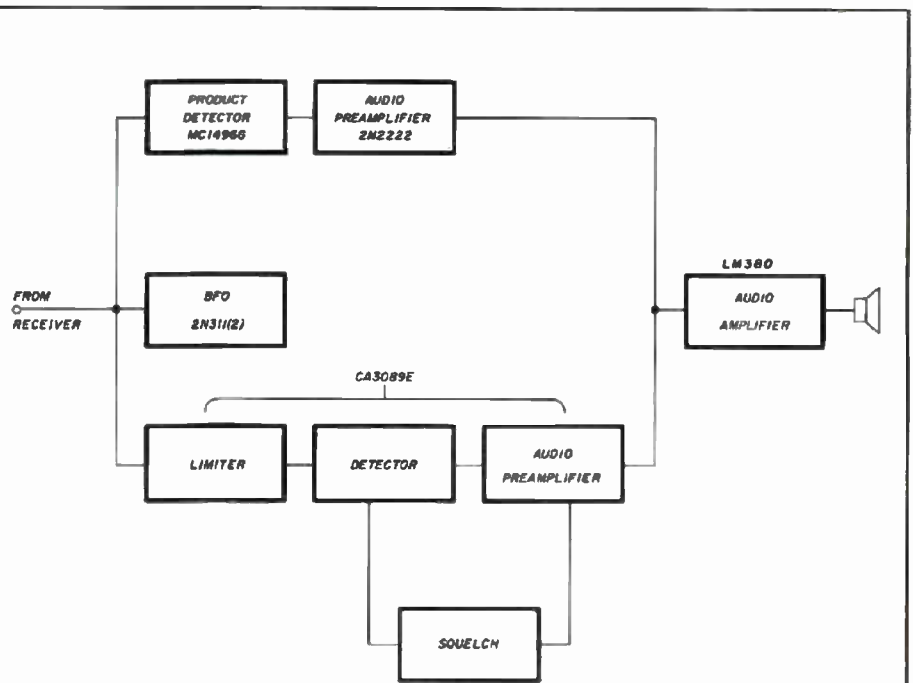 PRODUCT
DETECTOR
MC1496G
AUDIO
PREAMPLIFIER
2N2222
FROM
RECEIVER
BFO
2N311(2)
LM380
AUDIO
AMPLIFIER
CA3089E
LIMITER
DETECTOR
AUDIO
PREAMPLIFIER
SQUELCH